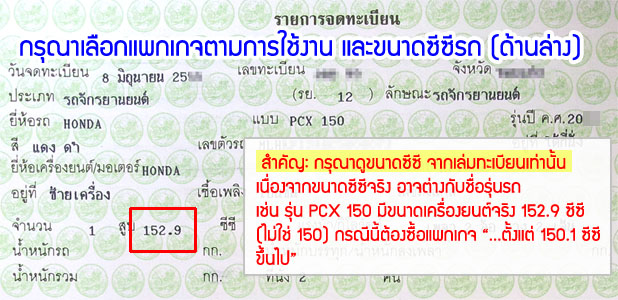 รายการจดทะเบียน
กรุณาเลือกแพกเกจตามการใช้งาน และขนาดซีซีรถ (ด้านล่าง)
วันจดทะเบียน 8 มิถุนายน 25 เลขทะเบียน จังหวัด
ประเภท รถจักรยานยนต์ (รย. 12 ) ลักษณะ รถจักรยานยนต์
ยี่ห้อรถ HONDA แบบ PCX 150 รุ่นปี ค.ศ.20
สี แดง ดำ เลขตัวรถ
ยี่ห้อเครื่องยนต์/มอเตอร์ HONDA
อยู่ที่ ซ้ายเครื่อง เชื้อเพลิง
จำนวน 1 สูบ 152.9 ซีซี
น้ำหนักรถ กก.
น้ำหนักรวม กก. ที่นั่ง 2 คน
สำคัญ: กรุณาดูขนาดซีซี จากเล่มทะเบียนเท่านั้น
เนื่องจากขนาดซีซีจริง อาจต่างกับชื่อรุ่นรถ
เช่น รุ่น PCX 150 มีขนาดเครื่องยนต์จริง 152.9 ซีซี
(ไม่ใช่ 150) กรณีนี้ต้องซื้อแพกเกจ “...ตั้งแต่ 150.1 ซีซี
ขึ้นไป”